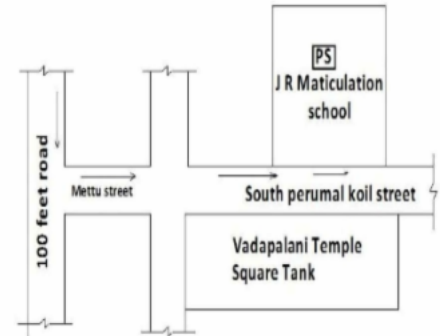 PS
J R Maticulation
school
100 feet road
Mettu street
South perumal koil street
Vadapalani Temple
Square Tank